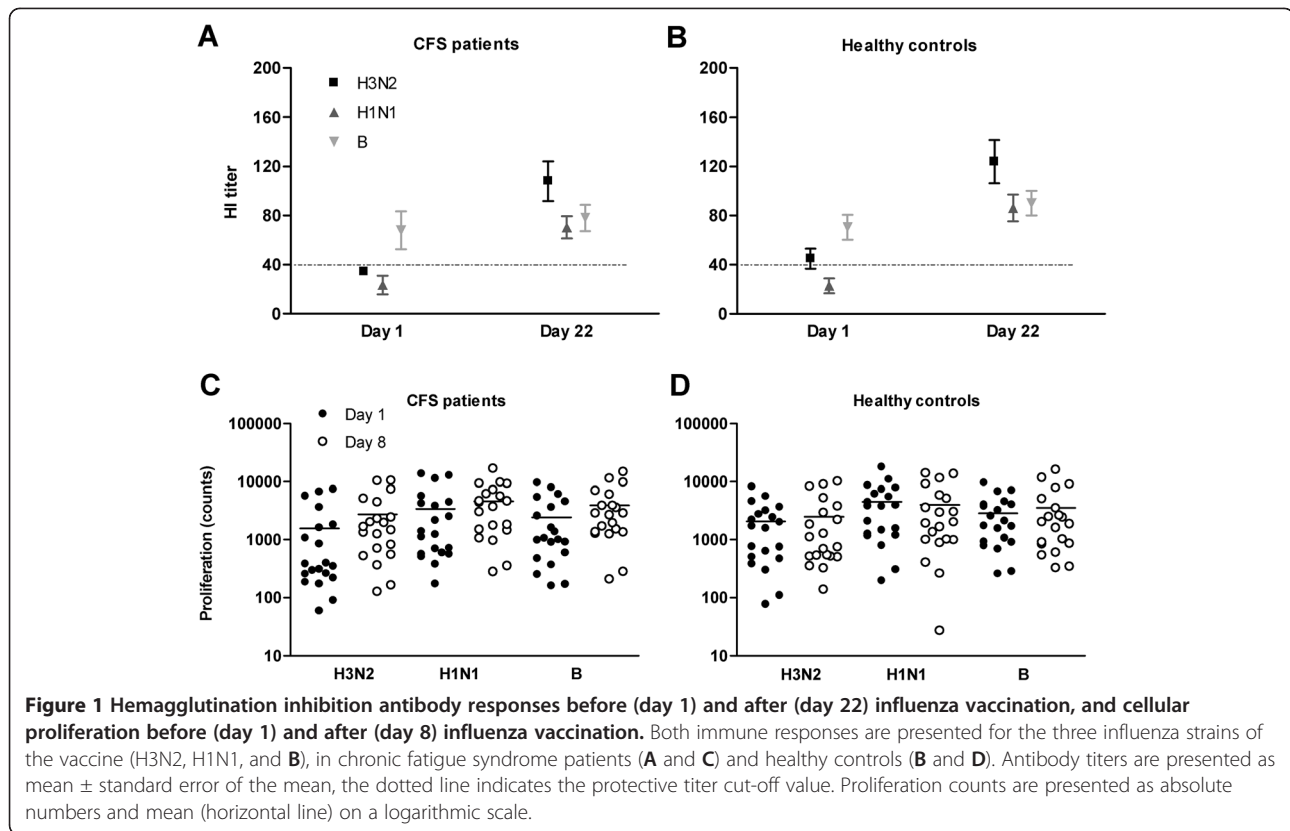 A
CFS patients
200
160
120
80
40
0
HI titer
H3N2
H1N1
B
Day 1
Day 22
B
Healthy controls
200
160
120
80
40
0
Day 1
Day 22
C
CFS patients
100000
10000
1000
100
10
Proliferation (counts)
Day 1
Day 8
H3N2
H1N1
B
D
Healthy controls
100000
10000
1000
100
10
H3N2
H1N1
B
Figure 1 Hemagglutination inhibition antibody responses before (day 1) and after (day 22) influenza vaccination, and cellular
proliferation before (day 1) and after (day 8) influenza vaccination. Both immune responses are presented for the three influenza strains of
the vaccine (H3N2, H1N1, and B), in chronic fatigue syndrome patients (A and C) and healthy controls (B and D). Antibody titers are presented as
mean ± standard error of the mean, the dotted line indicates the protective titer cut-off value. Proliferation counts are presented as absolute
numbers and mean (horizontal line) on a logarithmic scale.